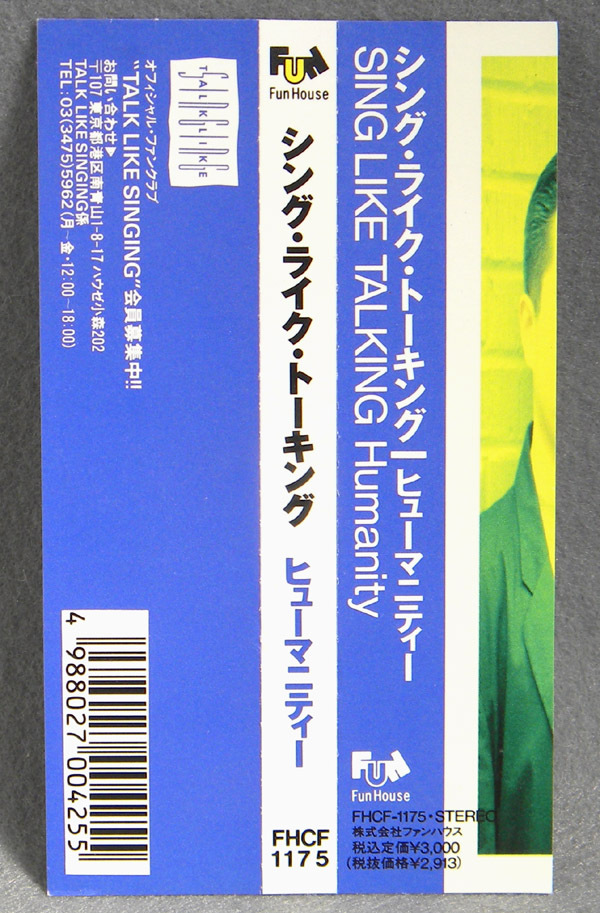 シング・ライク・トーキング|ヒューマニティー
SING LIKE TALKING Humanity
Fun
FunHouse
FHCF-1175・STEREO
株式会社ファンハウス
税込定価¥3,000
(税抜価格¥2,913)
Fun
FunHouse
シング・ライク・トーキング ヒューマニティー
FHCF
1175
TALK LIKE
SINGING
オフィシャル・ファンクラブ
“TALK LIKE SINGING”会員募集中!!
お問い合わせ▶
〒107 東京都港区南青山1-8-17 ハウゼ小森202
TALK LIKE SINGING係
TEL:03(3475)5962(月~金・12:00~18:00)
4 988027 004255